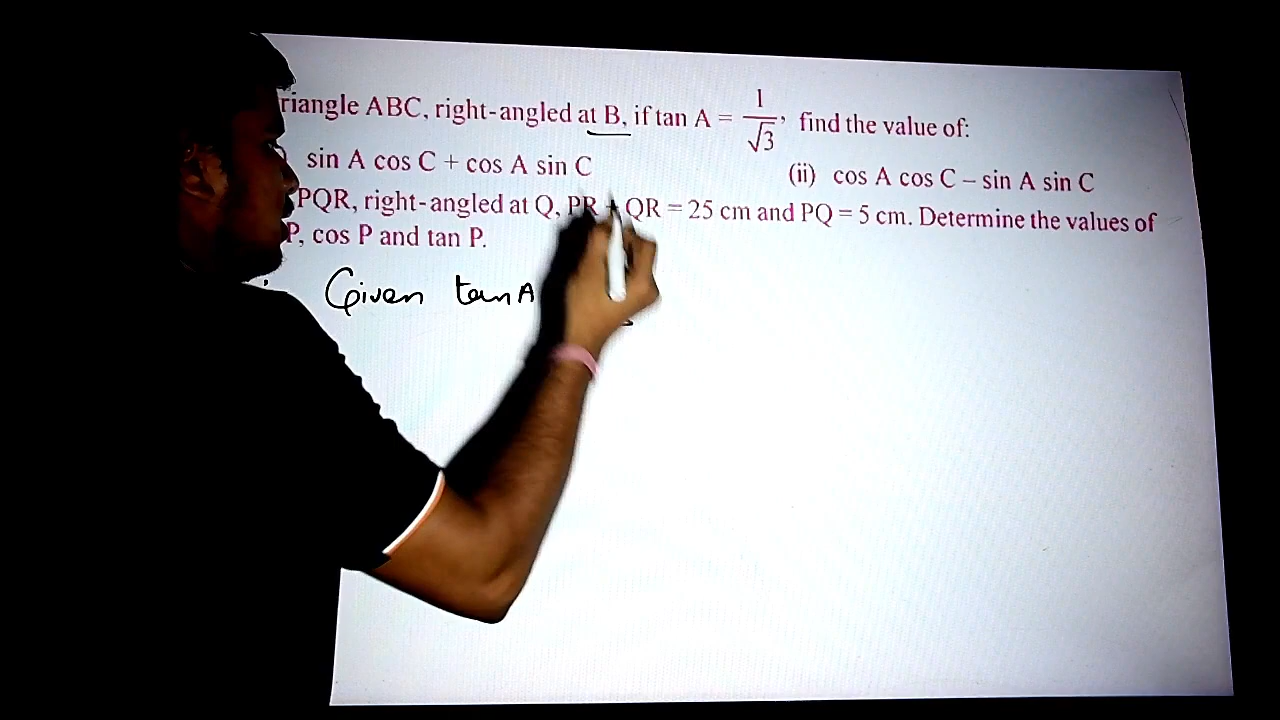 riangle ABC, right-angled at B, if tan A = 1/√3, find the value of:
sin A cos C + cos A sin C (ii) cos A cos C – sin A sin C
PQR, right-angled at Q, PR + QR = 25 cm and PQ = 5 cm. Determine the values of
P, cos P and tan P.
Given tan A